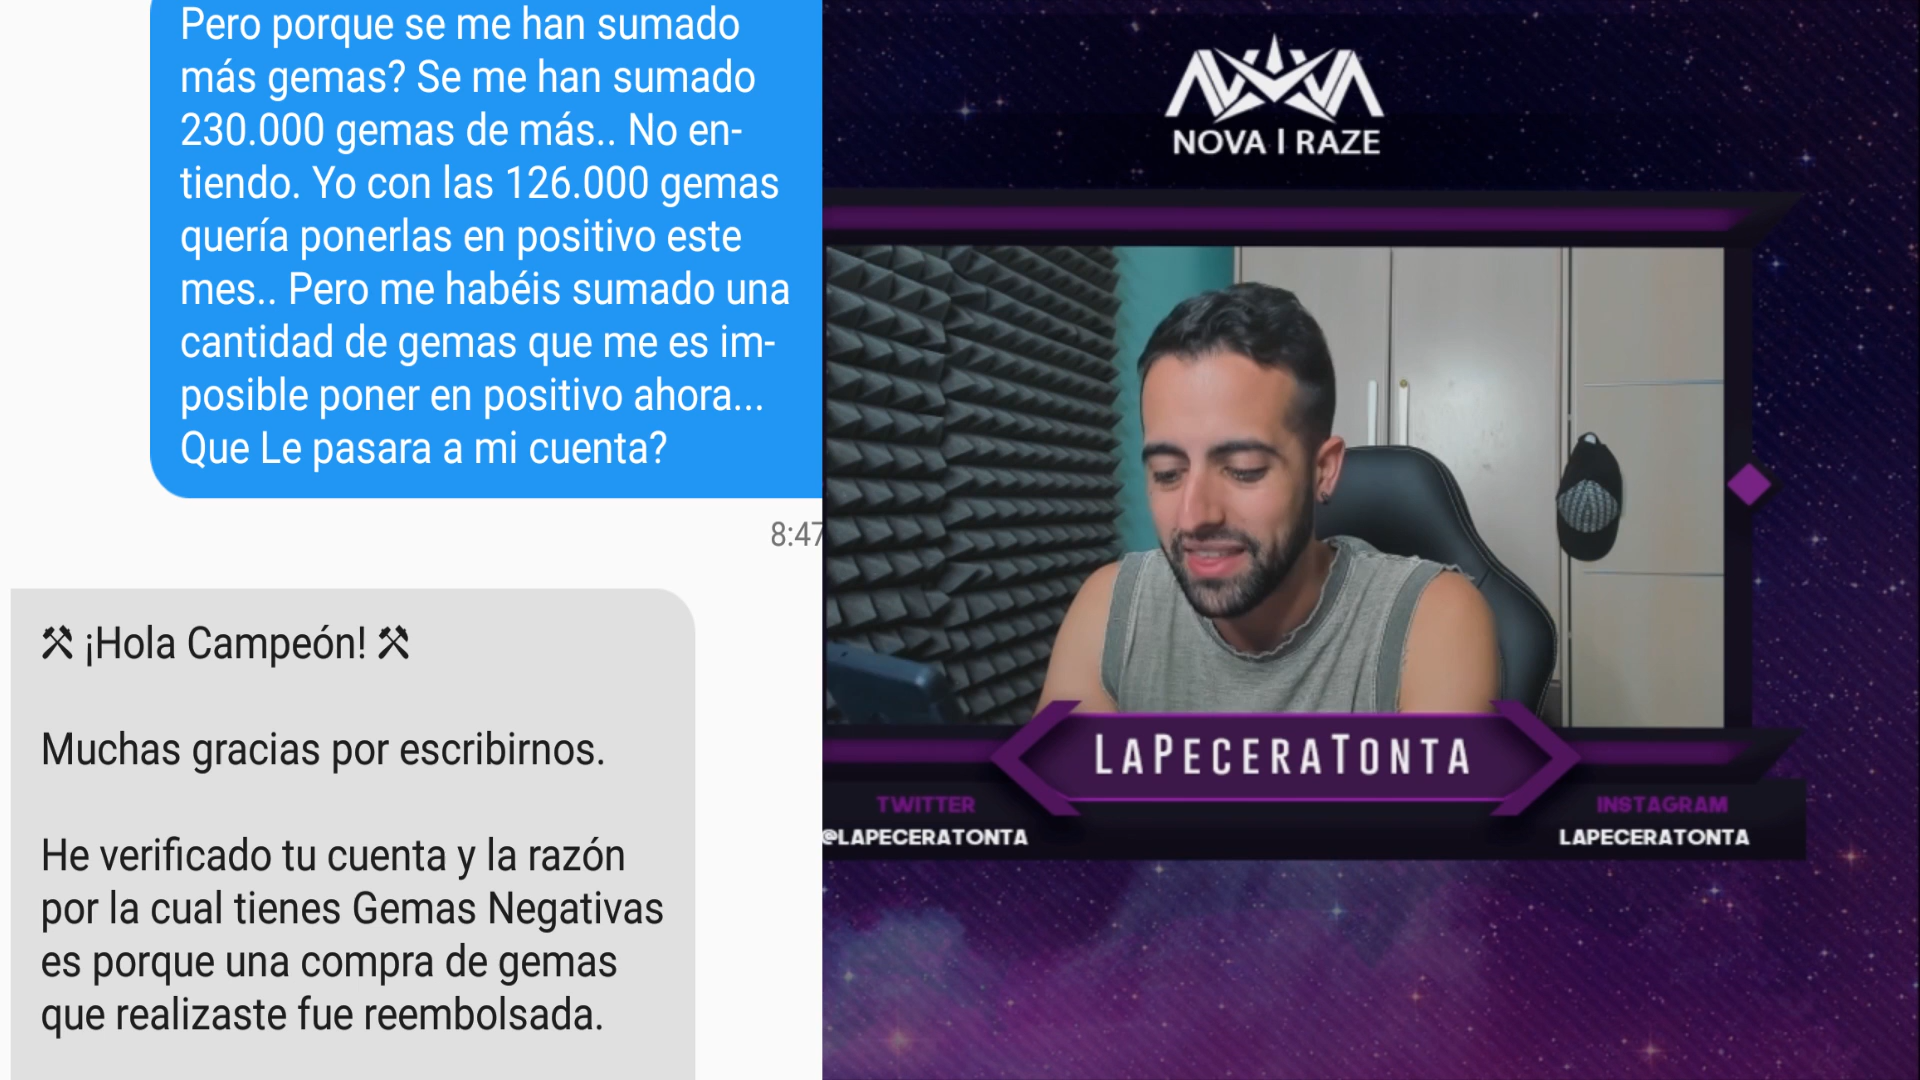 Pero porque se me han sumado
más gemas? Se me han sumado
230.000 gemas de más.. No en-
tiendo. Yo con las 126.000 gemas
quería ponerlas en positivo este
mes.. Pero me habéis sumado una
cantidad de gemas que me es im-
posible poner en positivo ahora...
Que Le pasara a mi cuenta?
8:47
⚒ ¡Hola Campeón! ⚒
Muchas gracias por escribirnos.
He verificado tu cuenta y la razón
por la cual tienes Gemas Negativas
es porque una compra de gemas
que realizaste fue reembolsada.
NOVA
NOVA | RAZE
LAPECERATONTA
TWITTER
@LAPECERATONTA
INSTAGRAM
LAPECERATONTA